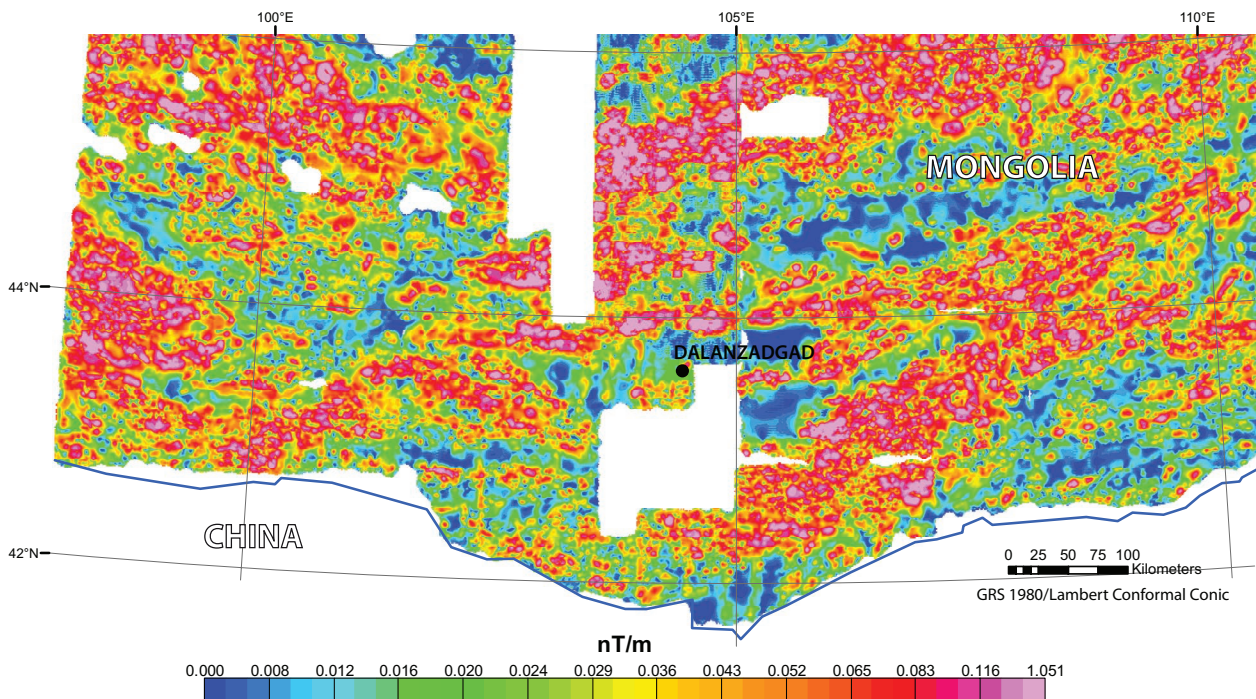 100°E 105°E 110°E
MONGOLIA
44°N
DALANZADGAD
CHINA
42°N
0 25 50 75 100
Kilometers
GRS 1980/Lambert Conformal Conic
nT/m
0.000 0.008 0.012 0.016 0.020 0.024 0.029 0.036 0.043 0.052 0.065 0.083 0.116 1.051